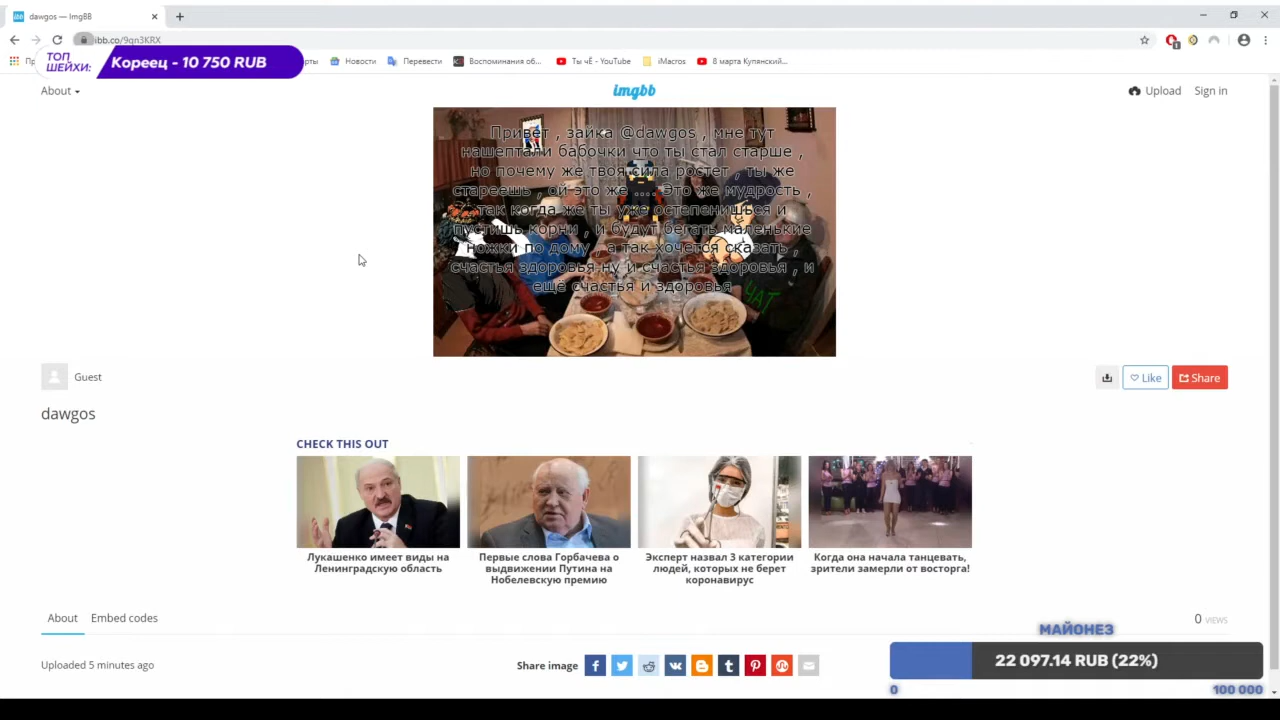 dawgos — ImgBB
ibb.co/9qn3KRX
ТОП
ШЕЙХИ:
Кореец - 10 750 RUB
Новости
Перевести
Воспоминания об...
Ты чЁ - YouTube
iMacros
8 марта Купянский...
About
imgbb
Upload
Sign in
Привет , зайка @dawgos , мне тут
нашептали бабочки что ты стал старше ,
но почему же твоя сила ростет , ты же
стареешь , ой это же .... Это же мудрость ,
так когда же ты уже остепенишься и
пустишь корни , и будут бегать маленькие
ножки по дому , а так хочется сказать ,
счастья здоровья ну и счастья здоровья , и
ещё счастья и здоровья
ЧАТ
Guest
Like
Share
dawgos
CHECK THIS OUT
Лукашенко имеет виды на
Ленинградскую область
Первые слова Горбачева о
выдвижении Путина на
Нобелевскую премию
Эксперт назвал 3 категории
людей, которых не берет
коронавирус
Когда она начала танцевать,
зрители замерли от восторга!
About
Embed codes
0 VIEWS
МАЙОНЕЗ
Uploaded 5 minutes ago
Share image
22 097.14 RUB (22%)
0
100 000